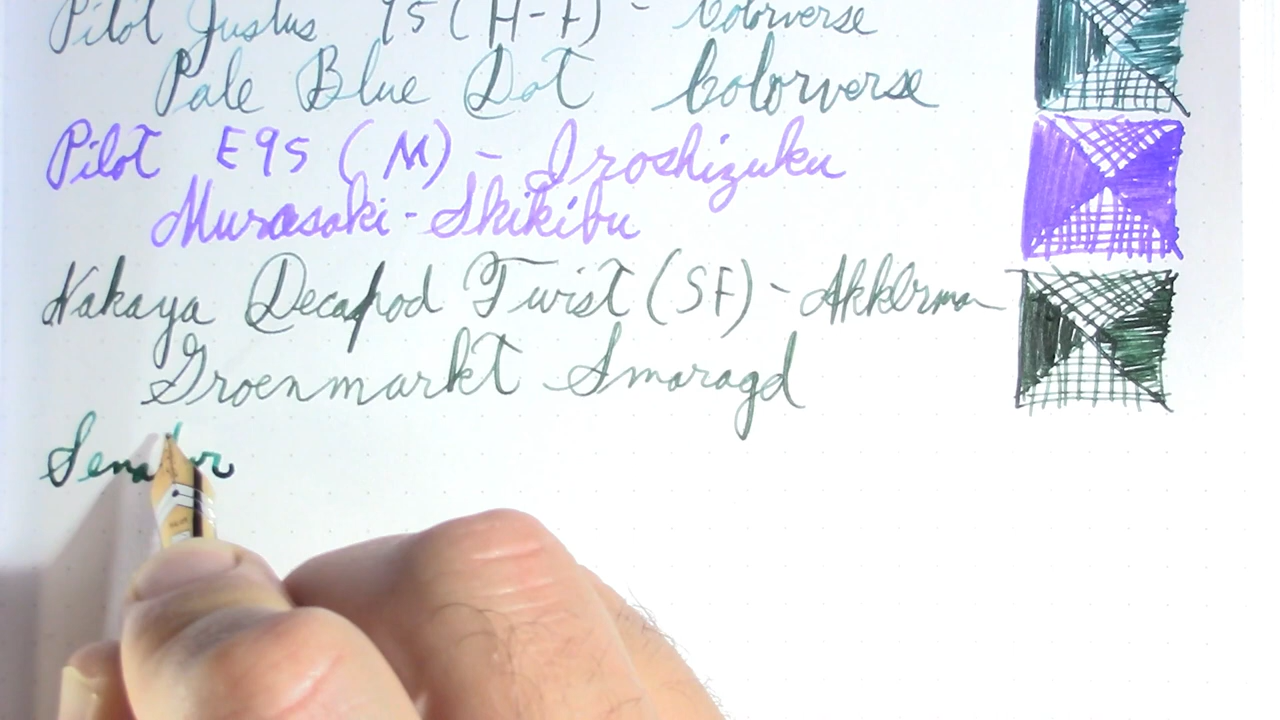 Pilot Justus 95 (H-F) - Colorverse
Pale Blue Dot Colorverse
Pilot E95 (M) - Iroshizuku
Murasaki-Shikibu
Nakaya Decapod Twist (SF) - Akkerman
Groenmarkt Smaragd
Senator